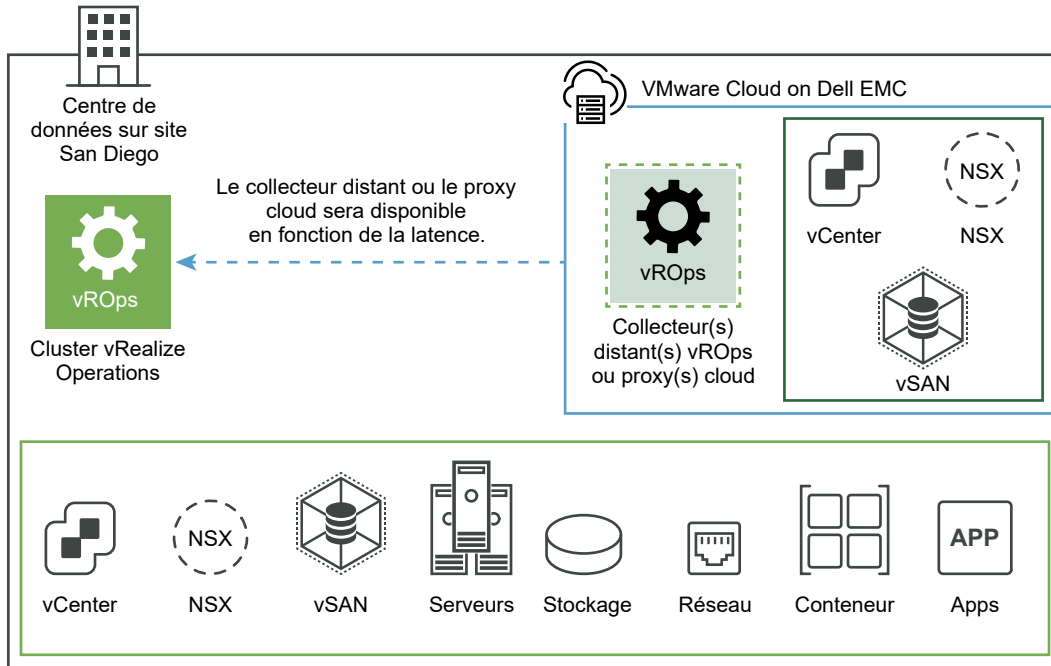 Centre de
données sur site
San Diego
VMware Cloud on Dell EMC
Le collecteur distant ou le proxy
cloud sera disponible
en fonction de la latence.
vROps
Cluster vRealize
Operations
vROps
Collecteur(s)
distant(s) vROps
ou proxy(s) cloud
vCenter
NSX
NSX
vSAN
vCenter
NSX
NSX
vSAN
Serveurs
Stockage
Réseau
Conteneur
APP
Apps